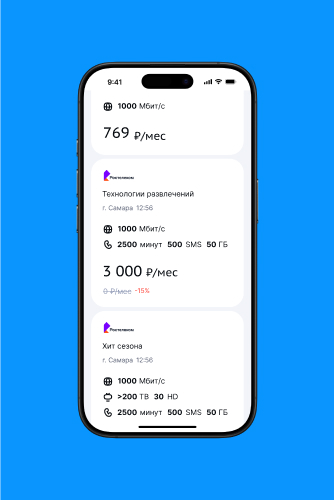 9:41
1000 Мбит/с
769 ₽/мес
Ростелеком
Технологии развлечений
г. Самара 12:56
1000 Мбит/с
2500 минут 500 SMS 50 ГБ
3 000 ₽/мес
0 ₽/мес -15%
Ростелеком
Хит сезона
г. Самара 12:56
1000 Мбит/с
>200 ТВ 30 HD
2500 минут 500 SMS 50 ГБ